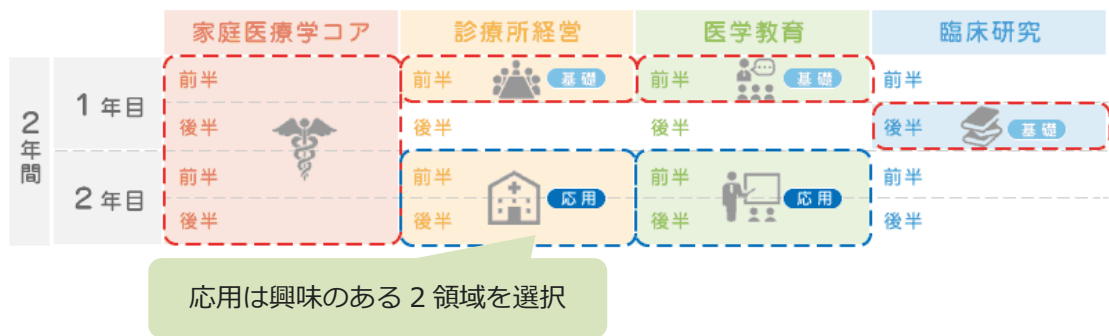 家庭医療学コア 診療所経営 医学教育 臨床研究
2年間
1年目
前半 前半 基礎 前半 基礎 前半
後半 後半 後半 後半 基礎
2年目
前半 前半 応用 前半 応用 前半
後半 後半 後半 後半
応用は興味のある2領域を選択